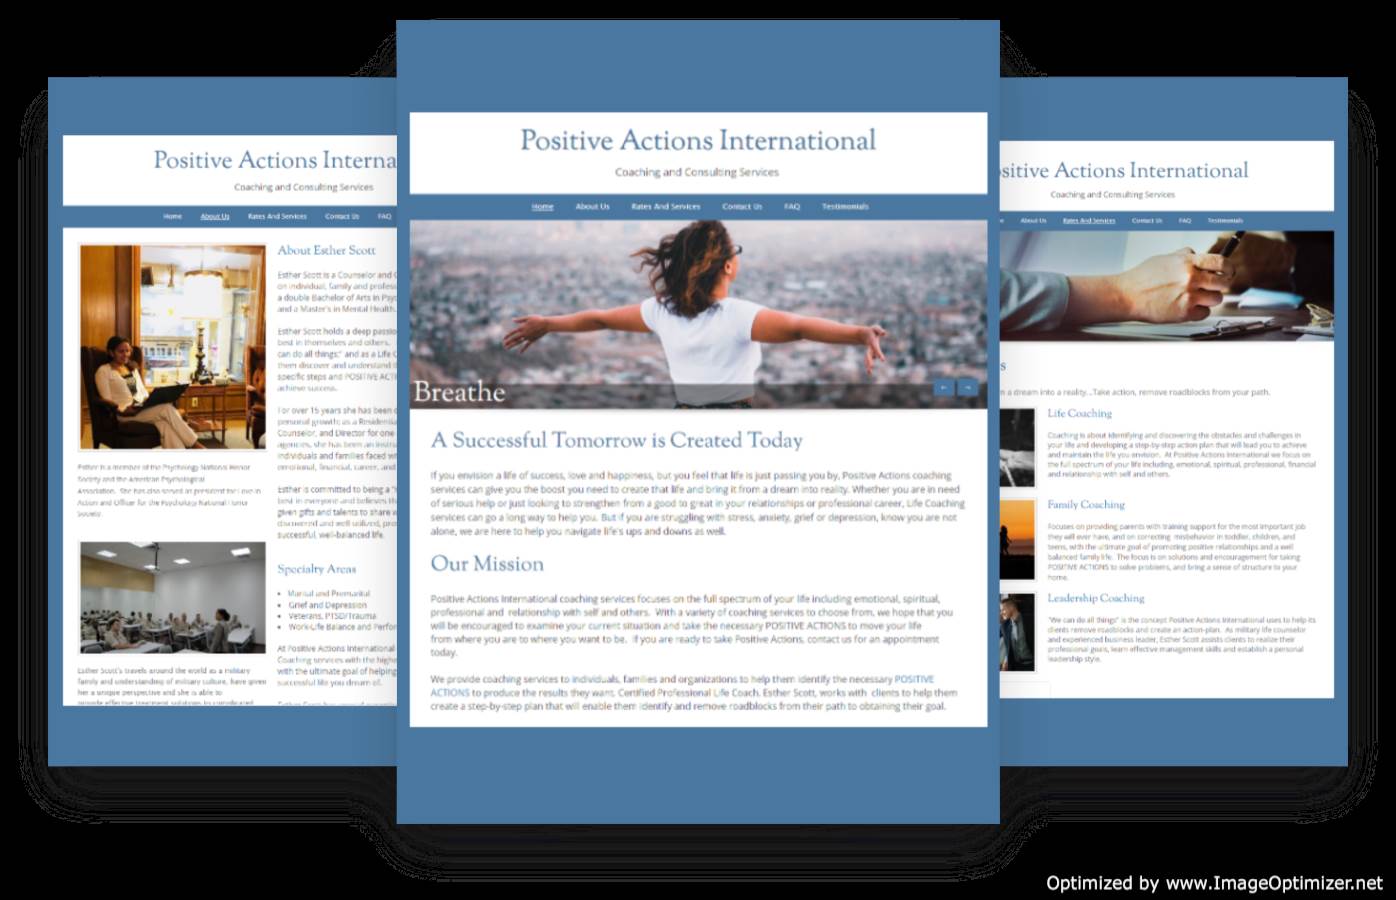 Positive Actions Interna
Coaching and Consulting Services
Home About Us Rates And Services Contact Us FAQ
About Esther Scott
Esther Scott is a Counselor and
on individual, family and profess
a double Bachelor of Arts in Psyc
and a Master's in Mental Health.
Esther Scott holds a deep passio
best in themselves and others.
can do all things," and as a Life C
them discover and understand
specific steps and POSITIVE ACTI
achieve success.
For over 15 years she has been
personal growth; as a Residentia
Counselor, and Director for one
agencies, she has been an instru
individuals and families faced wi
emotional, financial, career, and
Esther is committed to being a
best in everyone and believes th
given gifts and talents to share w
discovered and well utilized, pro
successful, well-balanced life.
Specialty Areas
Marital and Premarital
Grief and Depression
Veterans, PTSD/Trauma
Work-Life Balance and Perfor
At Positive Actions International
Coaching services with the highe
with the ultimate goal of helping
successful life you dream of.
Esther is a member of the Psychology National Honor
Society and the American Psychological
Association. She has also served as president for Love in
Action and Officer for the Psychology National Honor
Society.
Esther Scott's travels around the world as a military
family and understanding of military culture, have given
her a unique perspective and she is able to
provide effective treatment solutions to complicated
Positive Actions International
Coaching and Consulting Services
Home About Us Rates And Services Contact Us FAQ Testimonials
Breathe
← →
A Successful Tomorrow is Created Today
If you envision a life of success, love and happiness, but you feel that life is just passing you by, Positive Actions coaching
services can give you the boost you need to create that life and bring it from a dream into reality. Whether you are in need
of serious help or just looking to strengthen from a good to great in your relationships or professional career, Life Coaching
services can go a long way to help you. But if you are struggling with stress, anxiety, grief or depression, know you are not
alone, we are here to help you navigate life's ups and downs as well.
Our Mission
Positive Actions International coaching services focuses on the full spectrum of your life including emotional, spiritual,
professional and relationship with self and others. With a variety of coaching services to choose from, we hope that you
will be encouraged to examine your current situation and take the necessary POSITIVE ACTIONS to move your life
from where you are to where you want to be. If you are ready to take Positive Actions, contact us for an appointment
today.
We provide coaching services to individuals, families and organizations to help them identify the necessary POSITIVE
ACTIONS to produce the results they want. Certified Professional Life Coach, Esther Scott, works with clients to help them
create a step-by-step plan that will enable them identify and remove roadblocks from their path to obtaining their goal.
sitive Actions International
Coaching and Consulting Services
e About Us Rates And Services Contact Us FAQ Testimonials
s
n a dream into a reality...Take action, remove roadblocks from your path.
Life Coaching
Coaching is about identifying and discovering the obstacles and challenges in
your life and developing a step-by-step action plan that will lead you to achieve
and maintain the life you envision. At Positive Actions International we focus on
the full spectrum of your life including, emotional, spiritual, professional, financial
and relationship with self and others.
Family Coaching
Focuses on providing parents with training support for the most important job
they will ever have, and on correcting misbehavior in toddler, children, and
teens, with the ultimate goal of promoting positive relationships and a well
balanced family life. The focus is on solutions and encouragement for taking
POSITIVE ACTIONS to solve problems, and bring a sense of structure to your
home.
Leadership Coaching
"We can do all things" is the concept Positive Actions International uses to help its
clients remove roadblocks and create an action-plan. As military life counselor
and experienced business leader, Esther Scott assists clients to realize their
professional goals, learn effective management skills and establish a personal
leadership style.
Optimized by www.ImageOptimizer.net